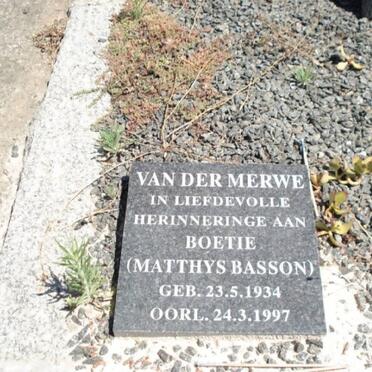 VAN DER MERWE
IN LIEFDEVOLLE
HERINNERINGE AAN
BOETIE
(MATTHYS BASSON)
GEB. 23.5.1934
OORL. 24.3.1997